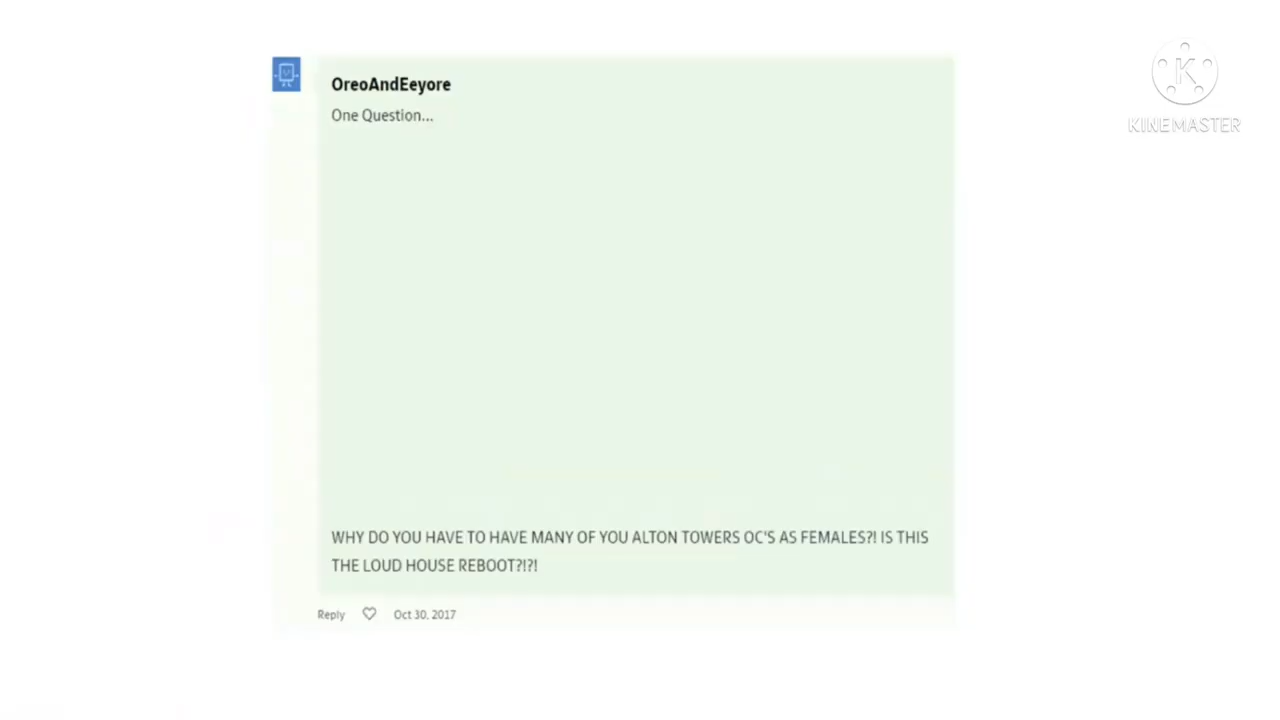 OreoAndEeyore
One Question...
WHY DO YOU HAVE TO HAVE MANY OF YOU ALTON TOWERS OC'S AS FEMALES?! IS THIS
THE LOUD HOUSE REBOOT?!?!
Reply Oct 30, 2017
K
KINEMASTER